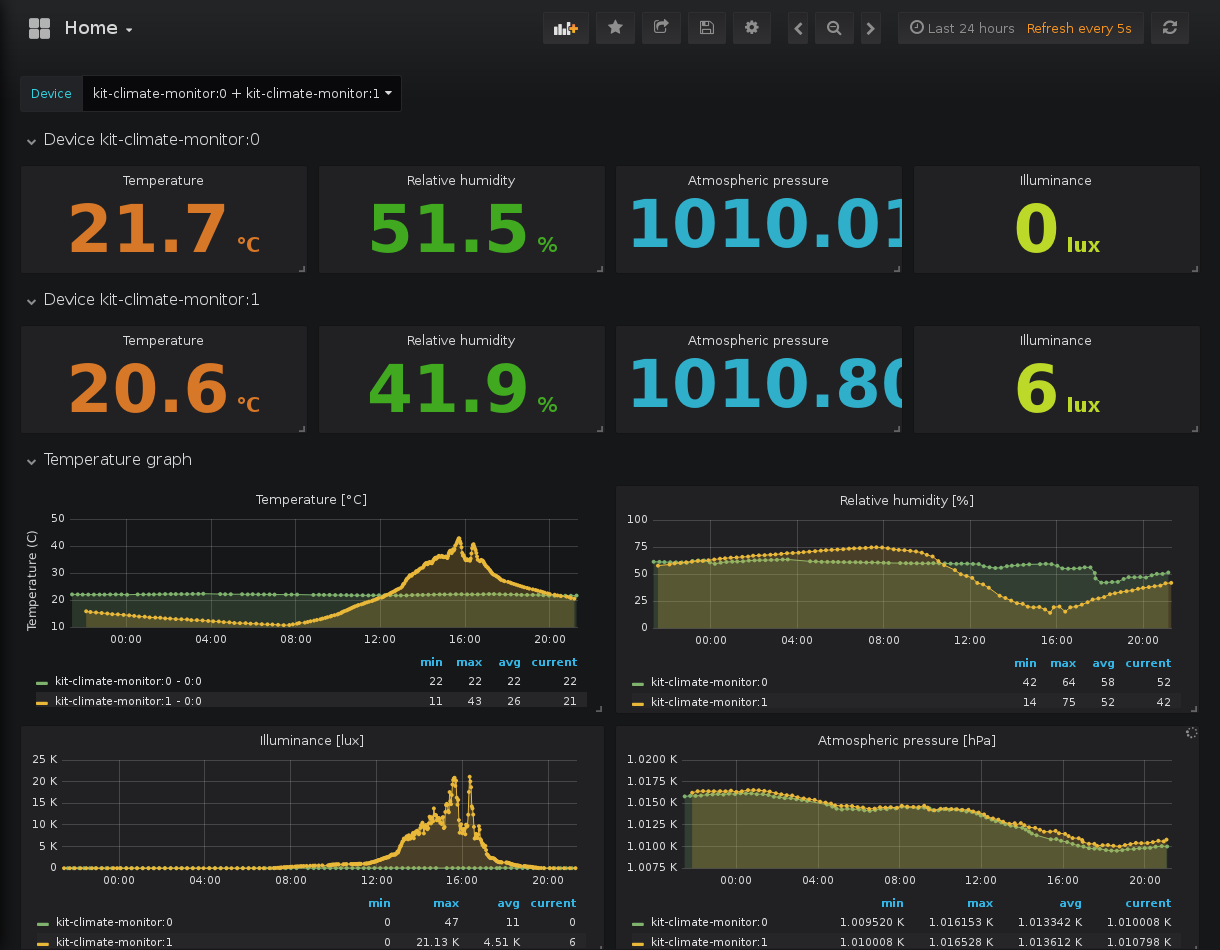 Home
Last 24 hours Refresh every 5s
Device kit-climate-monitor:0 + kit-climate-monitor:1
Device kit-climate-monitor:0
Temperature Relative humidity Atmospheric pressure Illuminance
21.7 °C 51.5 % 1010.01 0 lux
Device kit-climate-monitor:1
Temperature Relative humidity Atmospheric pressure Illuminance
20.6 °C 41.9 % 1010.80 6 lux
Temperature graph
Temperature [°C]
Temperature (C)
50
40
30
20
10
00:00 04:00 08:00 12:00 16:00 20:00
min max avg current
kit-climate-monitor:0 - 0:0 22 22 22 22
kit-climate-monitor:1 - 0:0 11 43 26 21
Relative humidity [%]
100
75
50
25
0
00:00 04:00 08:00 12:00 16:00 20:00
min max avg current
kit-climate-monitor:0 42 64 58 52
kit-climate-monitor:1 14 75 52 42
Illuminance [lux]
25 K
20 K
15 K
10 K
5 K
0
00:00 04:00 08:00 12:00 16:00 20:00
min max avg current
kit-climate-monitor:0 0 47 11 0
kit-climate-monitor:1 0 21.13 K 4.51 K 6
Atmospheric pressure [hPa]
1.0200 K
1.0175 K
1.0150 K
1.0125 K
1.0100 K
1.0075 K
00:00 04:00 08:00 12:00 16:00 20:00
min max avg current
kit-climate-monitor:0 1.009520 K 1.016153 K 1.013342 K 1.010008 K
kit-climate-monitor:1 1.010008 K 1.016528 K 1.013612 K 1.010798 K